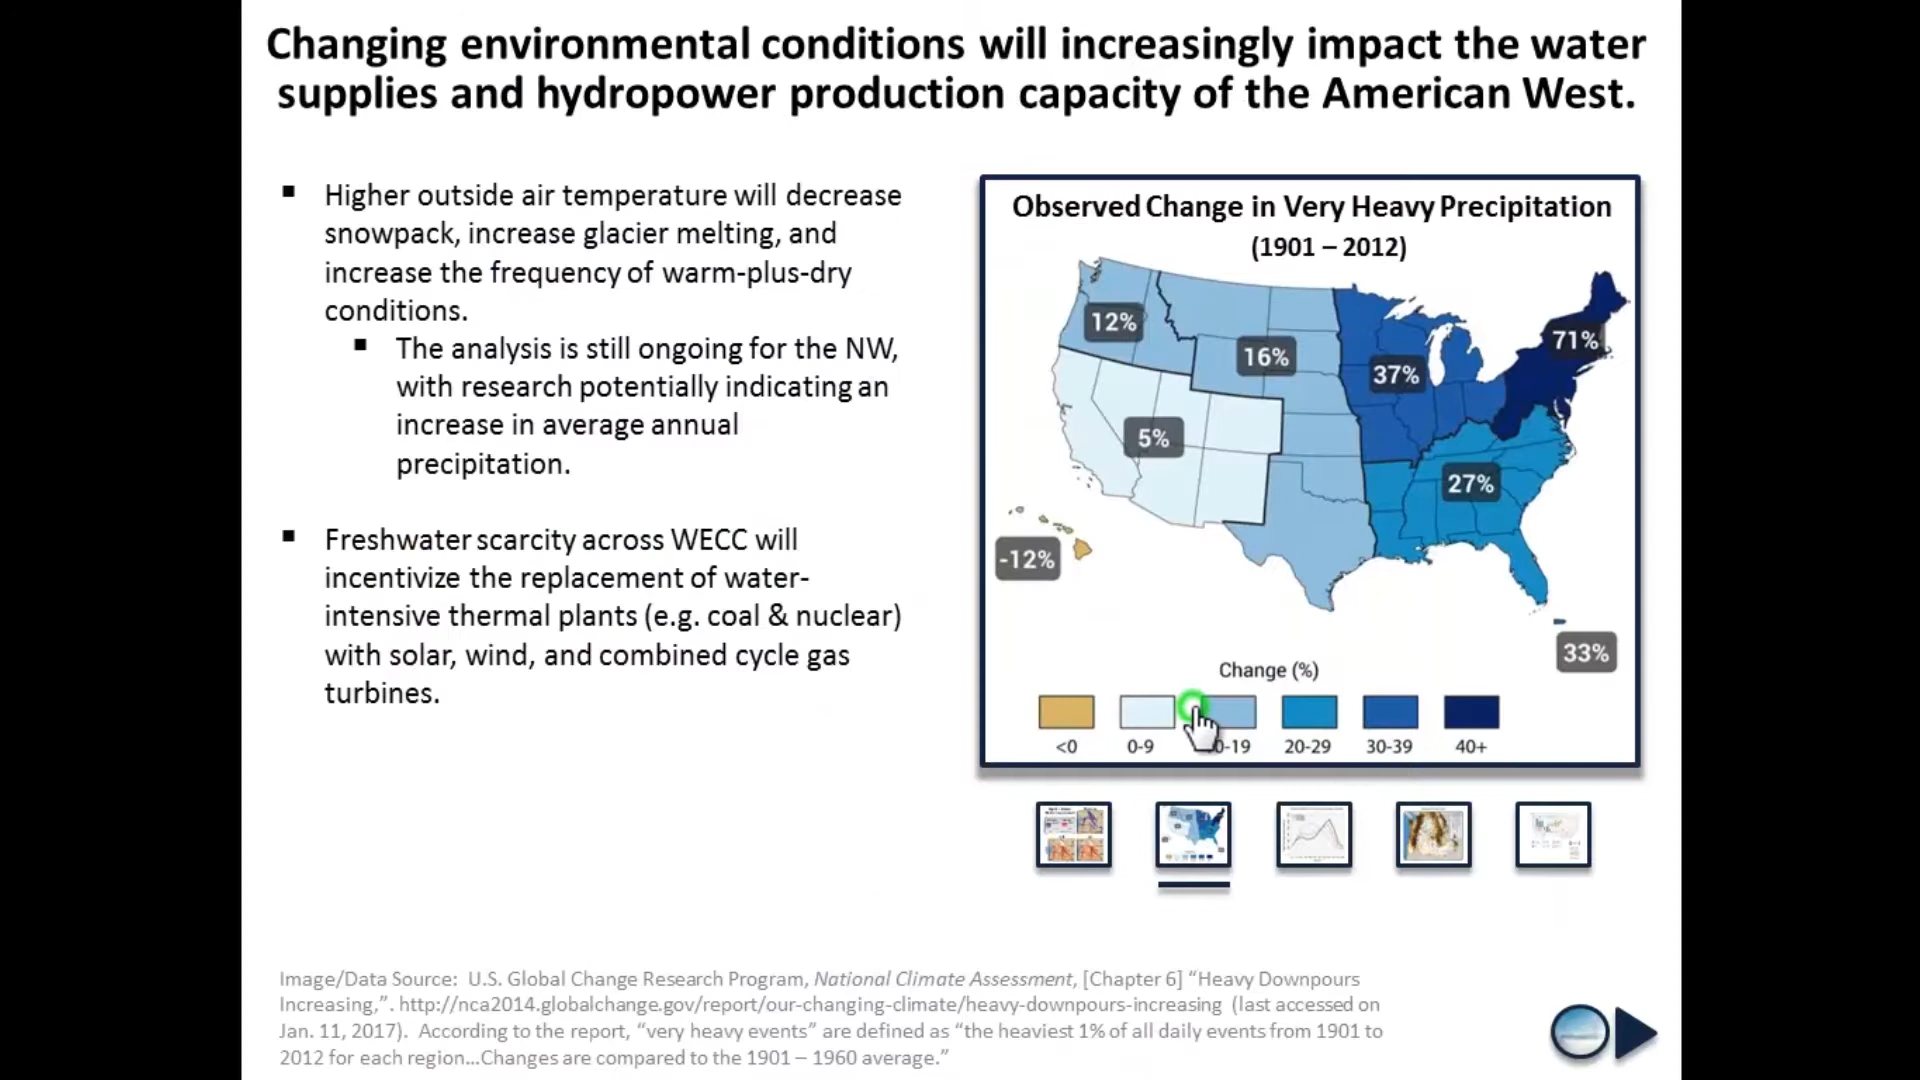 Changing environmental conditions will increasingly impact the water
supplies and hydropower production capacity of the American West.
Higher outside air temperature will decrease
snowpack, increase glacier melting, and
increase the frequency of warm-plus-dry
conditions.
The analysis is still ongoing for the NW,
with research potentially indicating an
increase in average annual
precipitation.
Freshwater scarcity across WECC will
incentivize the replacement of water-
intensive thermal plants (e.g. coal & nuclear)
with solar, wind, and combined cycle gas
turbines.
Observed Change in Very Heavy Precipitation
(1901 – 2012)
12%
16%
37%
71%
5%
27%
-12%
33%
Change (%)
<0
0-9
0-19
20-29
30-39
40+
Image/Data Source: U.S. Global Change Research Program, National Climate Assessment, [Chapter 6] “Heavy Downpours
Increasing,”. http://nca2014.globalchange.gov/report/our-changing-climate/heavy-downpours-increasing (last accessed on
Jan. 11, 2017). According to the report, “very heavy events” are defined as “the heaviest 1% of all daily events from 1901 to
2012 for each region…Changes are compared to the 1901 – 1960 average.”